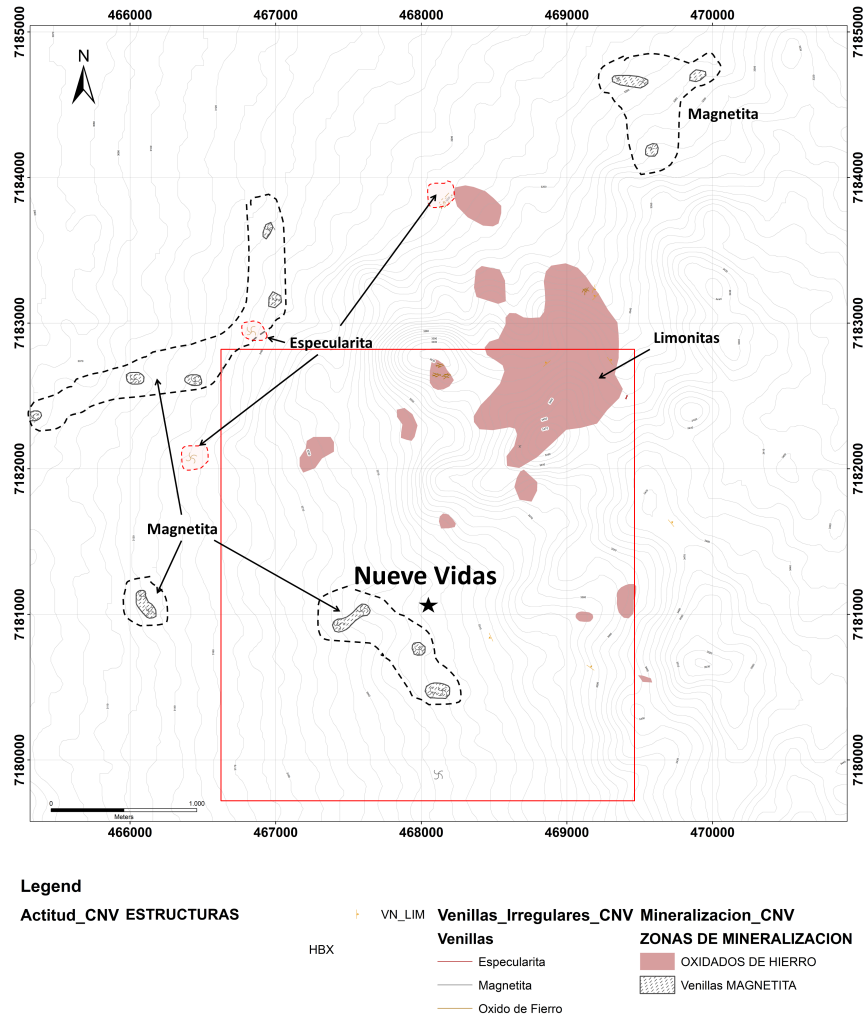 466000 467000 468000 469000 470000
7185000 7185000
N
Magnetita
7184000 7184000
7183000 7183000
Especularita
Limonitas
7182000 7182000
Magnetita
Nueve Vidas
7181000 7181000
7180000 7180000
0 1.000
Meters
466000 467000 468000 469000 470000
Legend
Actitud_CNV ESTRUCTURAS
HBX
VN_LIM
Venillas_Irregulares_CNV
Venillas
Especularita
Magnetita
Oxido de Fierro
Mineralizacion_CNV
ZONAS DE MINERALIZACION
OXIDADOS DE HIERRO
Venillas MAGNETITA